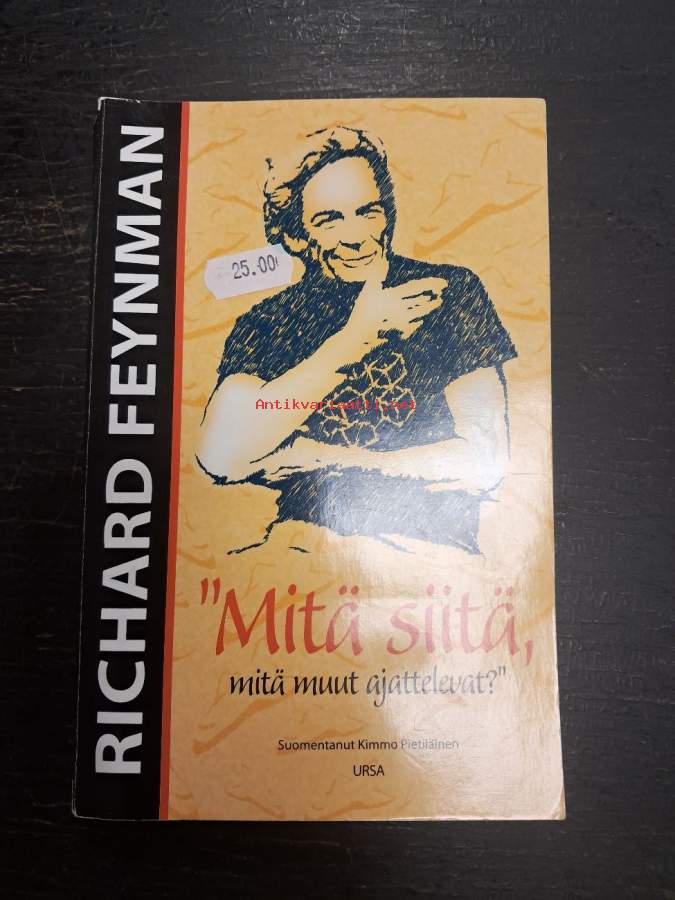 RICHARD FEYNMAN
25.00
Antikvariaatti.net
"Mitä siitä,
mitä muut ajattelevat?"
Suomentanut Kimmo Pietiläinen
URSA